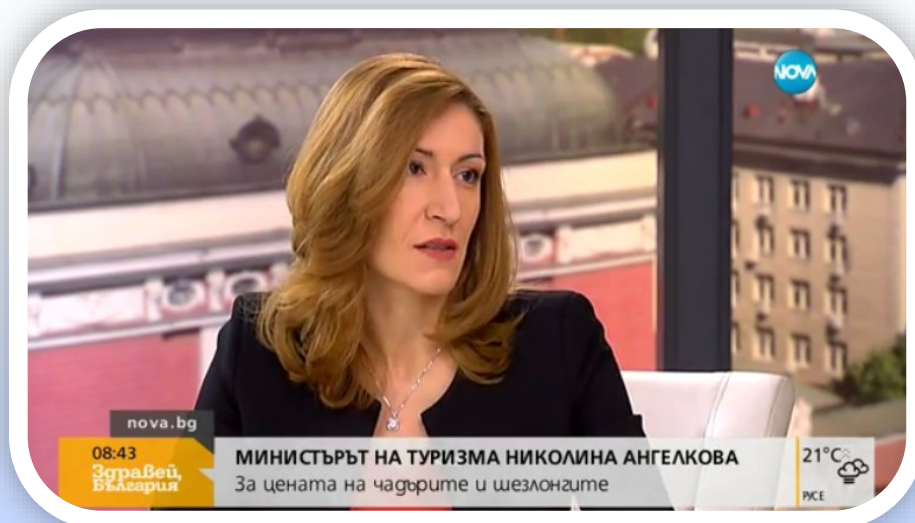 NOVA
nova.bg
08:43
Здравей,
България
МИНИСТЪРЪТ НА ТУРИЗМА НИКОЛИНА АНГЕЛКОВА
За цената на чадърите и шезлонгите
21°C
РУСЕ